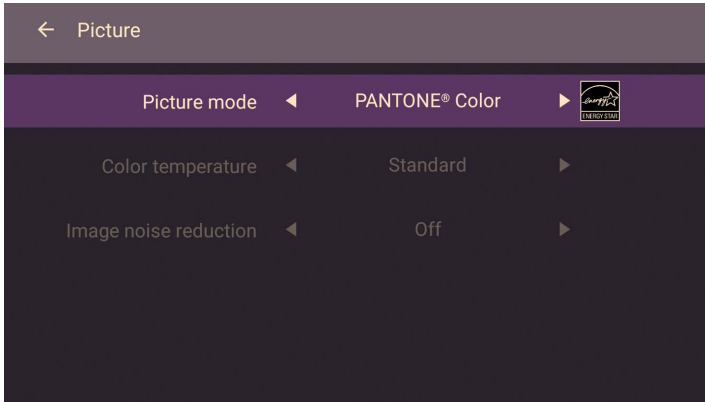 Picture
Picture mode PANTONE® Color
energy
ENERGY STAR
Color temperature Standard
Image noise reduction Off